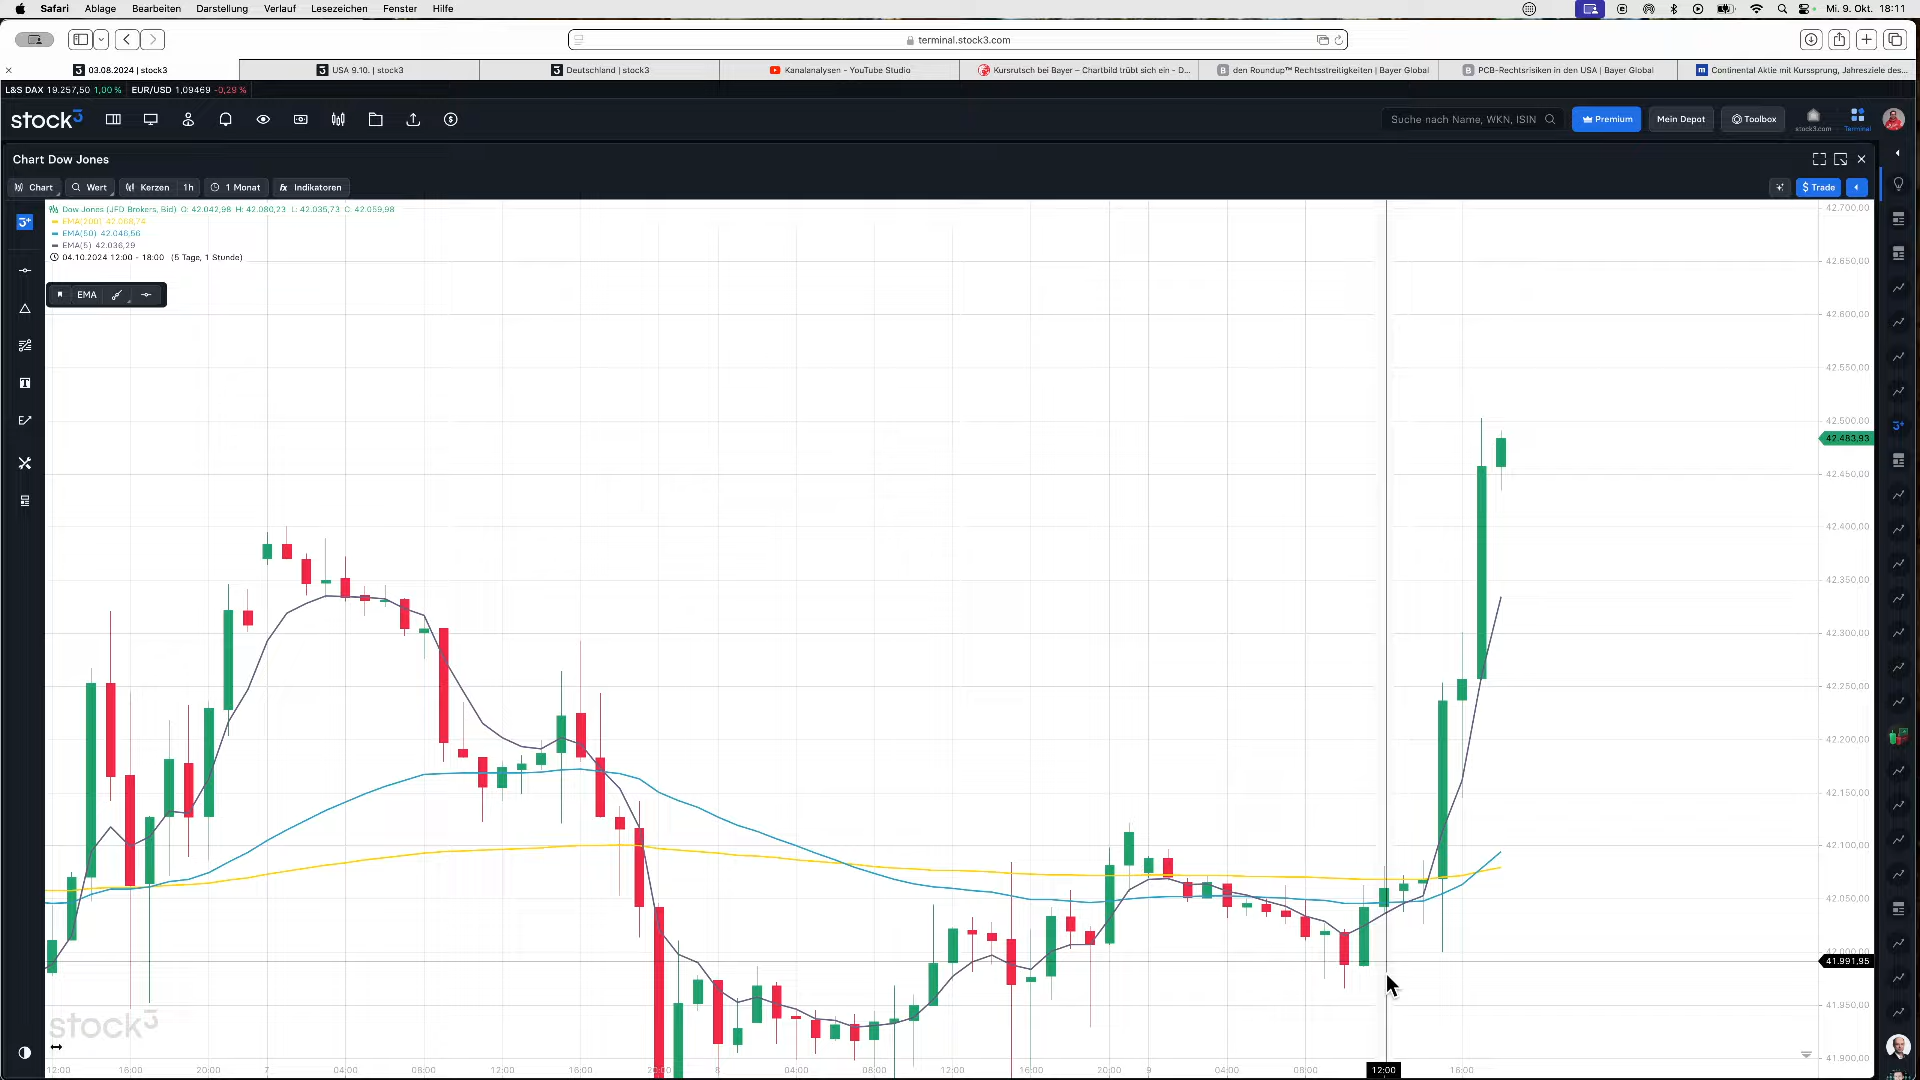 Safari Ablage Bearbeiten Darstellung Verlauf Lesezeichen Fenster Hilfe Mi. 9. Okt. 18:11
terminal.stock3.com
03.08.2024 | stock3 USA 9.10. | stock3 Deutschland | stock3 Kanalanalysen - YouTube Studio Kursrutsch bei Bayer – Chartbild trübt sich ein - D... den Roundup™ Rechtsstreitigkeiten | Bayer Global PCB-Rechtsrisiken in den USA | Bayer Global Continental Aktie mit Kurssprung, Jahresziele des...
L&S DAX 19.257,50 1,00 % EUR/USD 1,09469 -0,29 %
stock3 Suche nach Name, WKN, ISIN Premium Mein Depot Toolbox stock3.com Terminal
Chart Dow Jones
Chart Wert Kerzen 1h 1 Monat fx Indikatoren $ Trade
Dow Jones (JFD Brokers, Bid) O: 42.042,98 H: 42.080,23 L: 42.035,73 C: 42.059,98
EMA(200) 42.068,74
EMA(50) 42.046,56
EMA(5) 42.036,29
04.10.2024 12:00 - 18:00 (5 Tage, 1 Stunde)
EMA
42.700,00
42.650,00
42.600,00
42.550,00
42.500,00
42.483,93
42.450,00
42.400,00
42.350,00
42.300,00
42.250,00
42.200,00
42.150,00
42.100,00
42.050,00
42.000,00
41.991,95
41.950,00
41.900,00
stock3
12:00 16:00 20:00 7 04:00 08:00 12:00 16:00 20:00 8 04:00 08:00 12:00 16:00 20:00 9 04:00 08:00 12:00 16:00